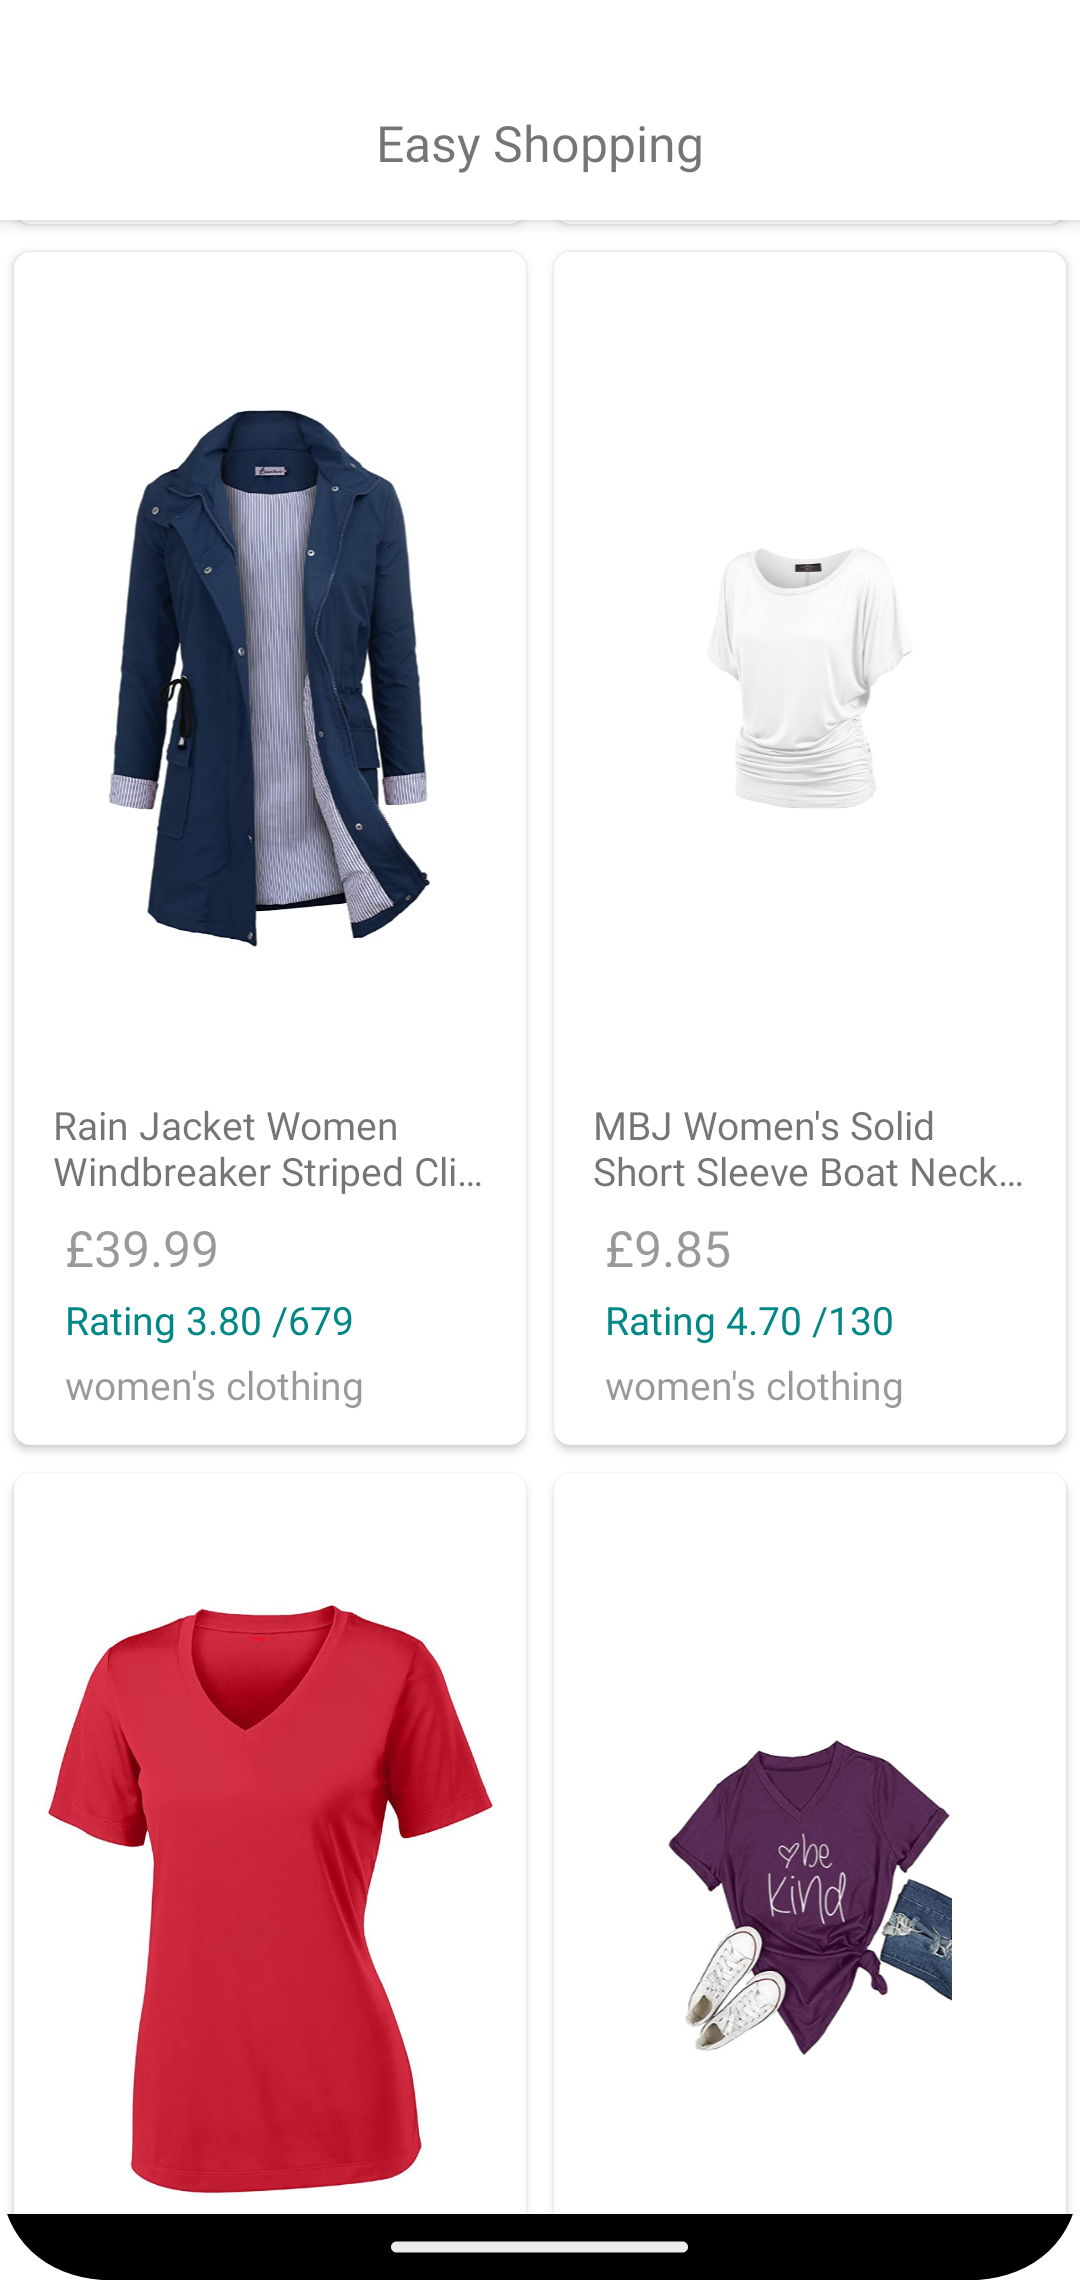 Easy Shopping
Rain Jacket Women
Windbreaker Striped Cli...
£39.99
Rating 3.80 /679
women's clothing
MBJ Women's Solid
Short Sleeve Boat Neck...
£9.85
Rating 4.70 /130
women's clothing
be
kind